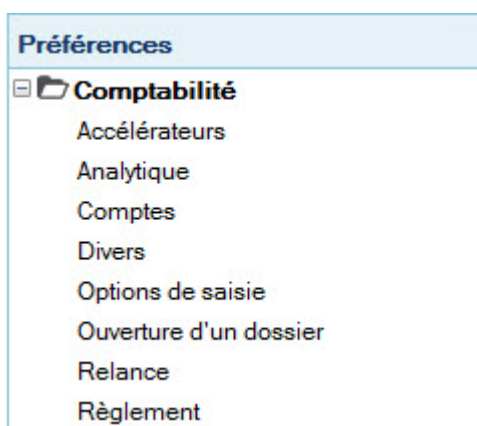 Préférences
Comptabilité
Accélérateurs
Analytique
Comptes
Divers
Options de saisie
Ouverture d'un dossier
Relance
Règlement